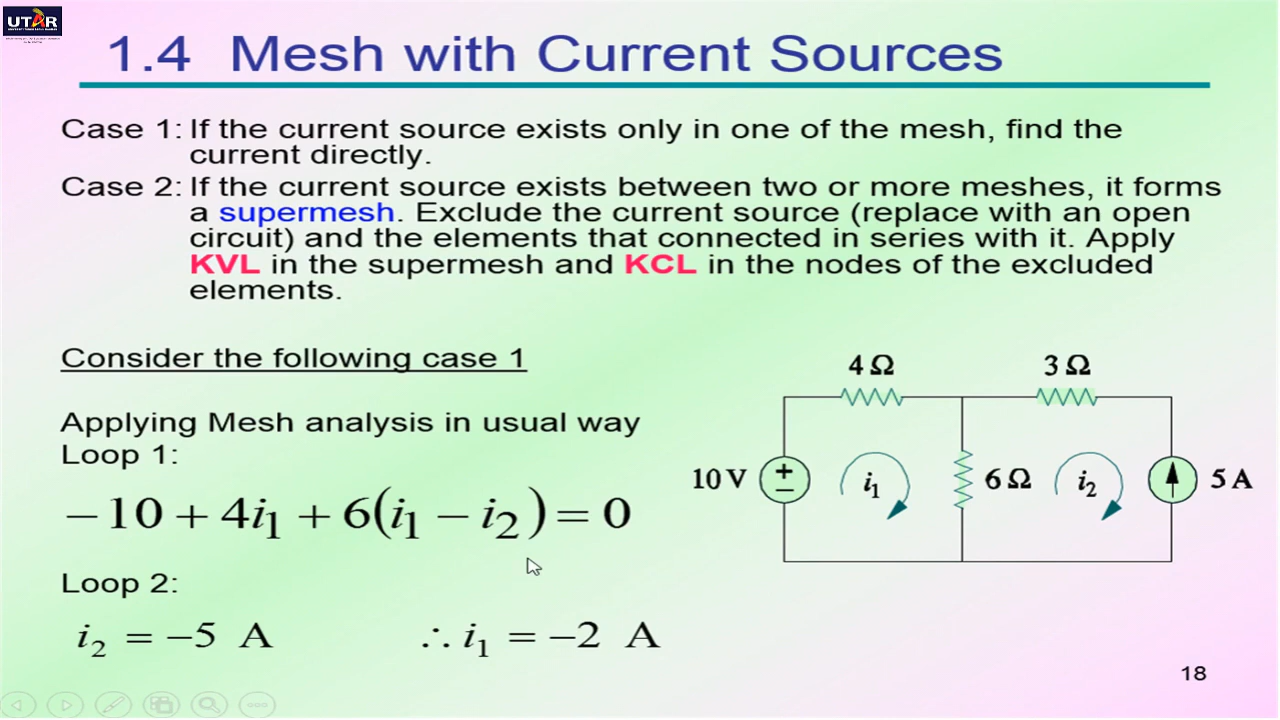 UTAR
1.4 Mesh with Current Sources
Case 1: If the current source exists only in one of the mesh, find the
current directly.
Case 2: If the current source exists between two or more meshes, it forms
a supermesh. Exclude the current source (replace with an open
circuit) and the elements that connected in series with it. Apply
KVL in the supermesh and KCL in the nodes of the excluded
elements.
Consider the following case 1
Applying Mesh analysis in usual way
Loop 1:
−10 + 4i₁ + 6(i₁ − i₂) = 0
Loop 2:
i₂ = −5 A ∴ i₁ = −2 A
4 Ω 3 Ω
10 V + − i₁ 6 Ω i₂ 5 A
18